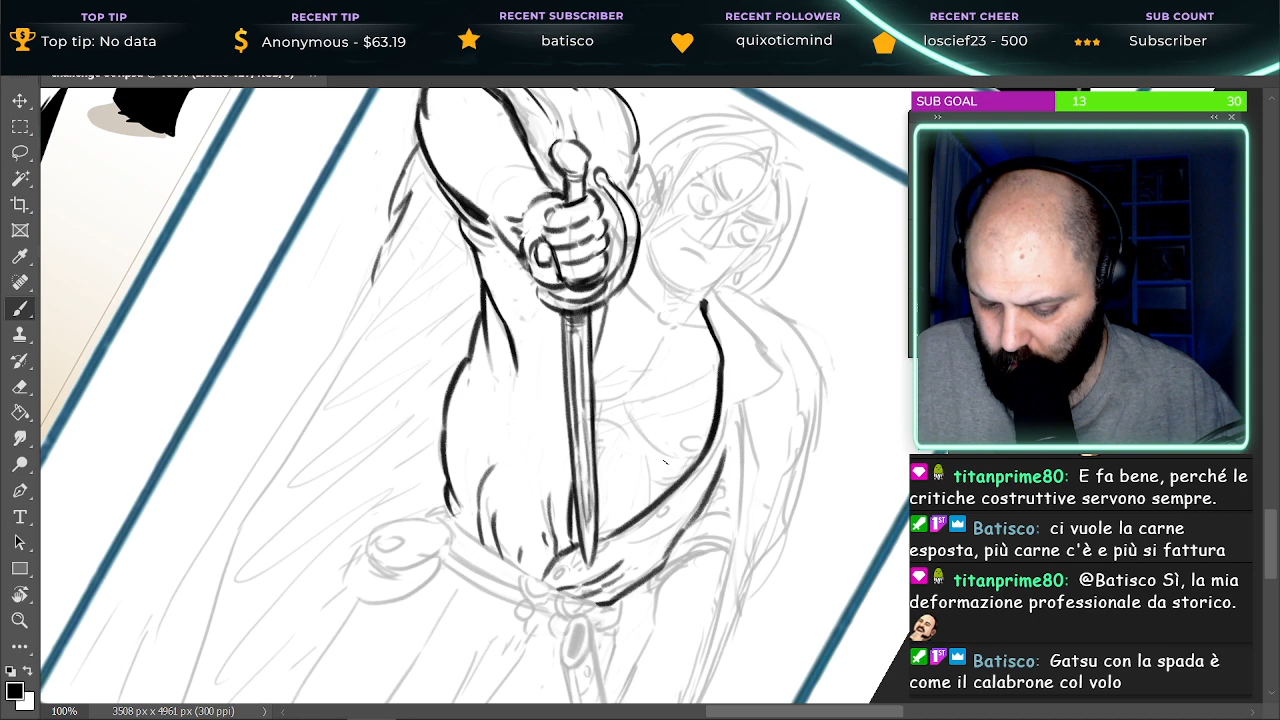 TOP TIP
Top tip: No data
RECENT TIP
Anonymous - $63.19
RECENT SUBSCRIBER
batisco
RECENT FOLLOWER
quixoticmind
RECENT CHEER
loscief23 - 500
SUB COUNT
Subscriber
SUB GOAL 13 30
titanprime80: E fa bene, perché le
critiche costruttive servono sempre.
1ST Batisco: ci vuole la carne
esposta, più carne c'è e più si fattura
titanprime80: @Batisco Sì, la mia
deformazione professionale da storico.
1ST Batisco: Gatsu con la spada è
come il calabrone col volo
100% 3508 px x 4961 px (300 ppi)